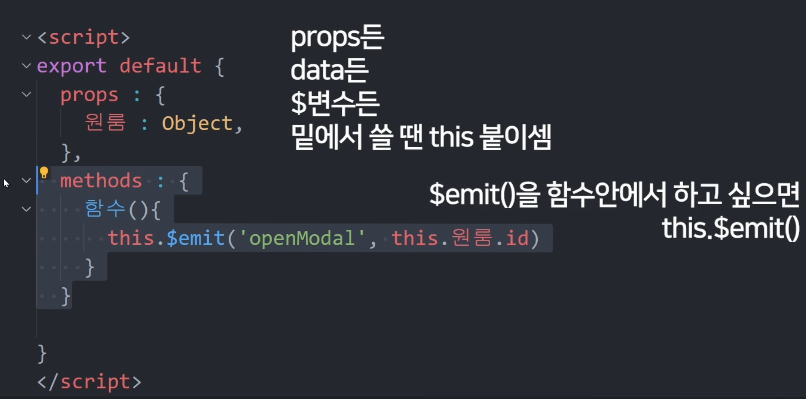 <script>
export default {
props : {
원룸 : Object,
},
methods : {
함수(){
this.$emit('openModal', this.원룸.id)
}
}
}
</script>
props든
data든
$변수든
밑에서 쓸 땐 this 붙이셈
$emit()을 함수안에서 하고 싶으면
this.$emit()